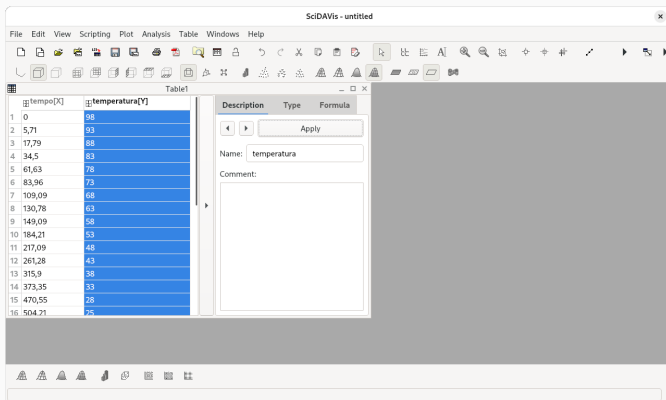 SciDAVis - untitled
File Edit View Scripting Plot Analysis Table Windows Help
Table1
tempo[X] temperatura[Y]
1 0 98
2 5,71 93
3 17,79 88
4 34,5 83
5 61,63 78
6 83,96 73
7 109,09 68
8 130,78 63
9 149,09 58
10 184,21 53
11 217,09 48
12 261,28 43
13 315,9 38
14 373,35 33
15 470,55 28
16 504,21 25
Description Type Formula
Apply
Name: temperatura
Comment: